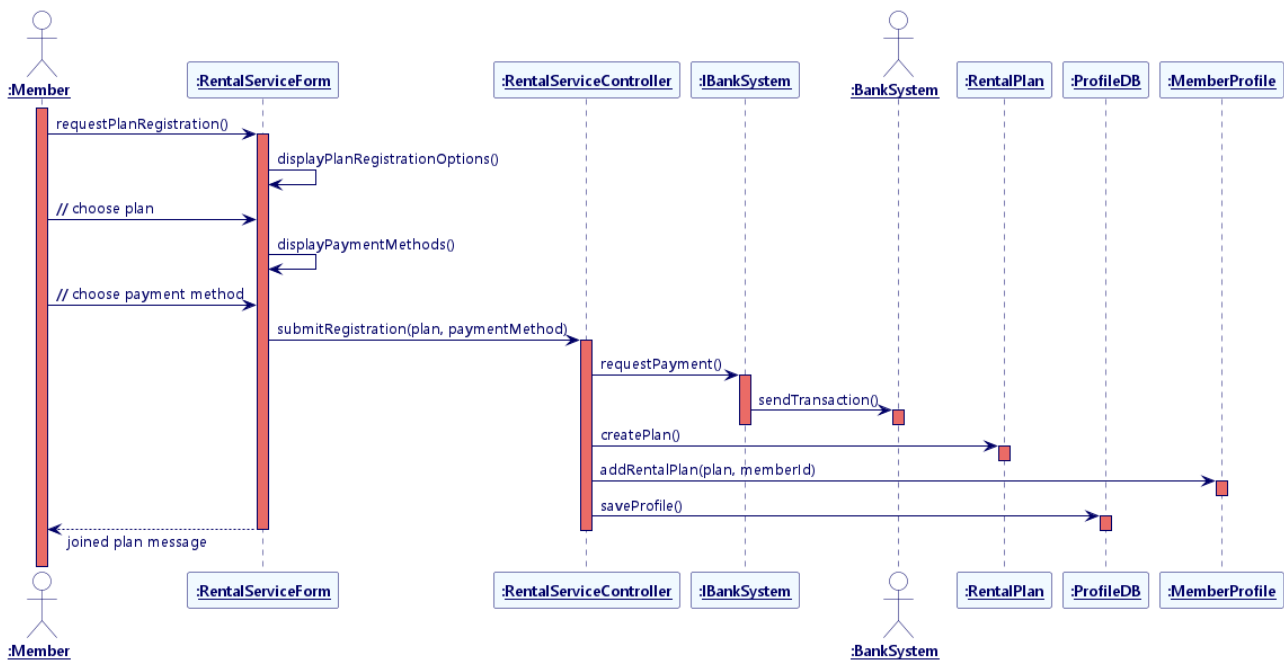 :Member
:RentalServiceForm
:RentalServiceController
:IBankSystem
:BankSystem
:RentalPlan
:ProfileDB
:MemberProfile
requestPlanRegistration()
displayPlanRegistrationOptions()
// choose plan
displayPaymentMethods()
// choose payment method
submitRegistration(plan, paymentMethod)
requestPayment()
sendTransaction()
createPlan()
addRentalPlan(plan, memberId)
saveProfile()
joined plan message
:Member
:RentalServiceForm
:RentalServiceController
:IBankSystem
:BankSystem
:RentalPlan
:ProfileDB
:MemberProfile